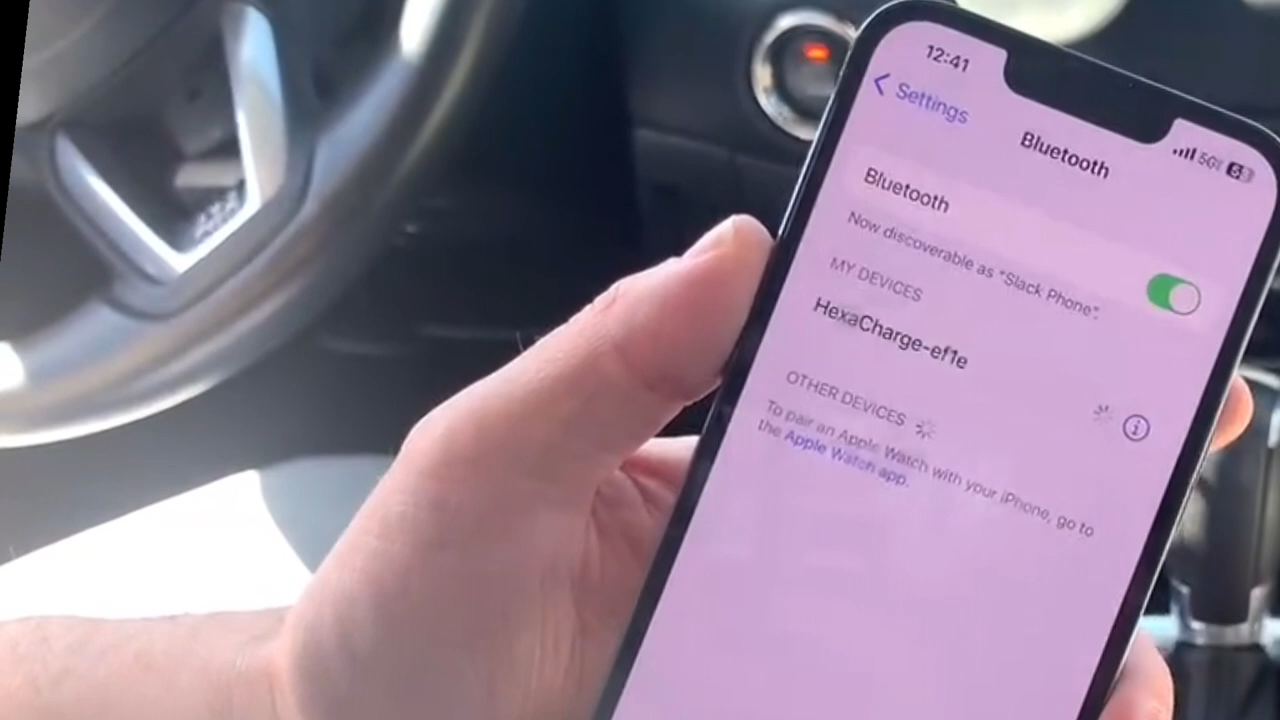 12:41
5G
Settings
Bluetooth
Bluetooth
Now discoverable as "Slack Phone".
MY DEVICES
HexaCharge-ef1e
OTHER DEVICES
To pair an Apple Watch with your iPhone, go to
the Apple Watch app.